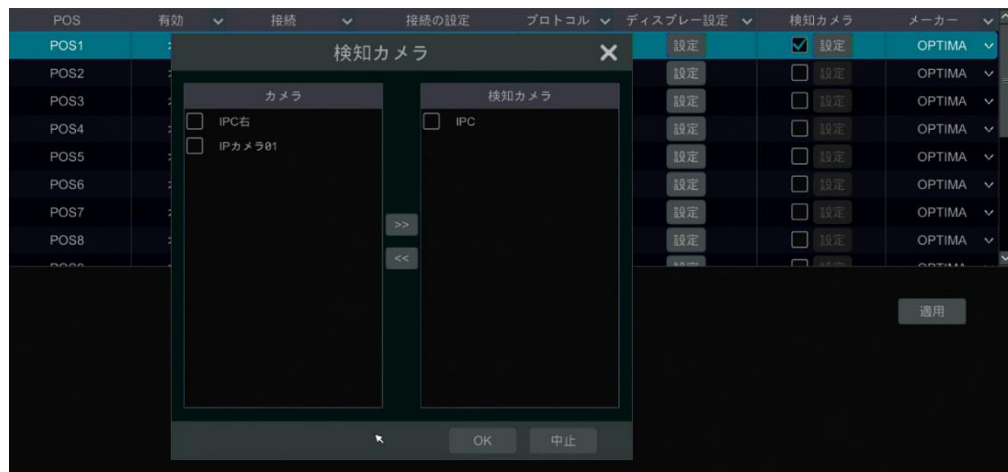 POS 有効 接続 接続の設定 プロトコル ディスプレー設定 検知カメラ メーカー
POS1 設定 設定 OPTIMA
POS2 設定 設定 OPTIMA
POS3 設定 設定 OPTIMA
POS4 設定 設定 OPTIMA
POS5 設定 設定 OPTIMA
POS6 設定 設定 OPTIMA
POS7 設定 設定 OPTIMA
POS8 設定 設定 OPTIMA
検知カメラ
カメラ
IPC右
IPカメラ01
>>
<<
検知カメラ
IPC
OK 中止
適用